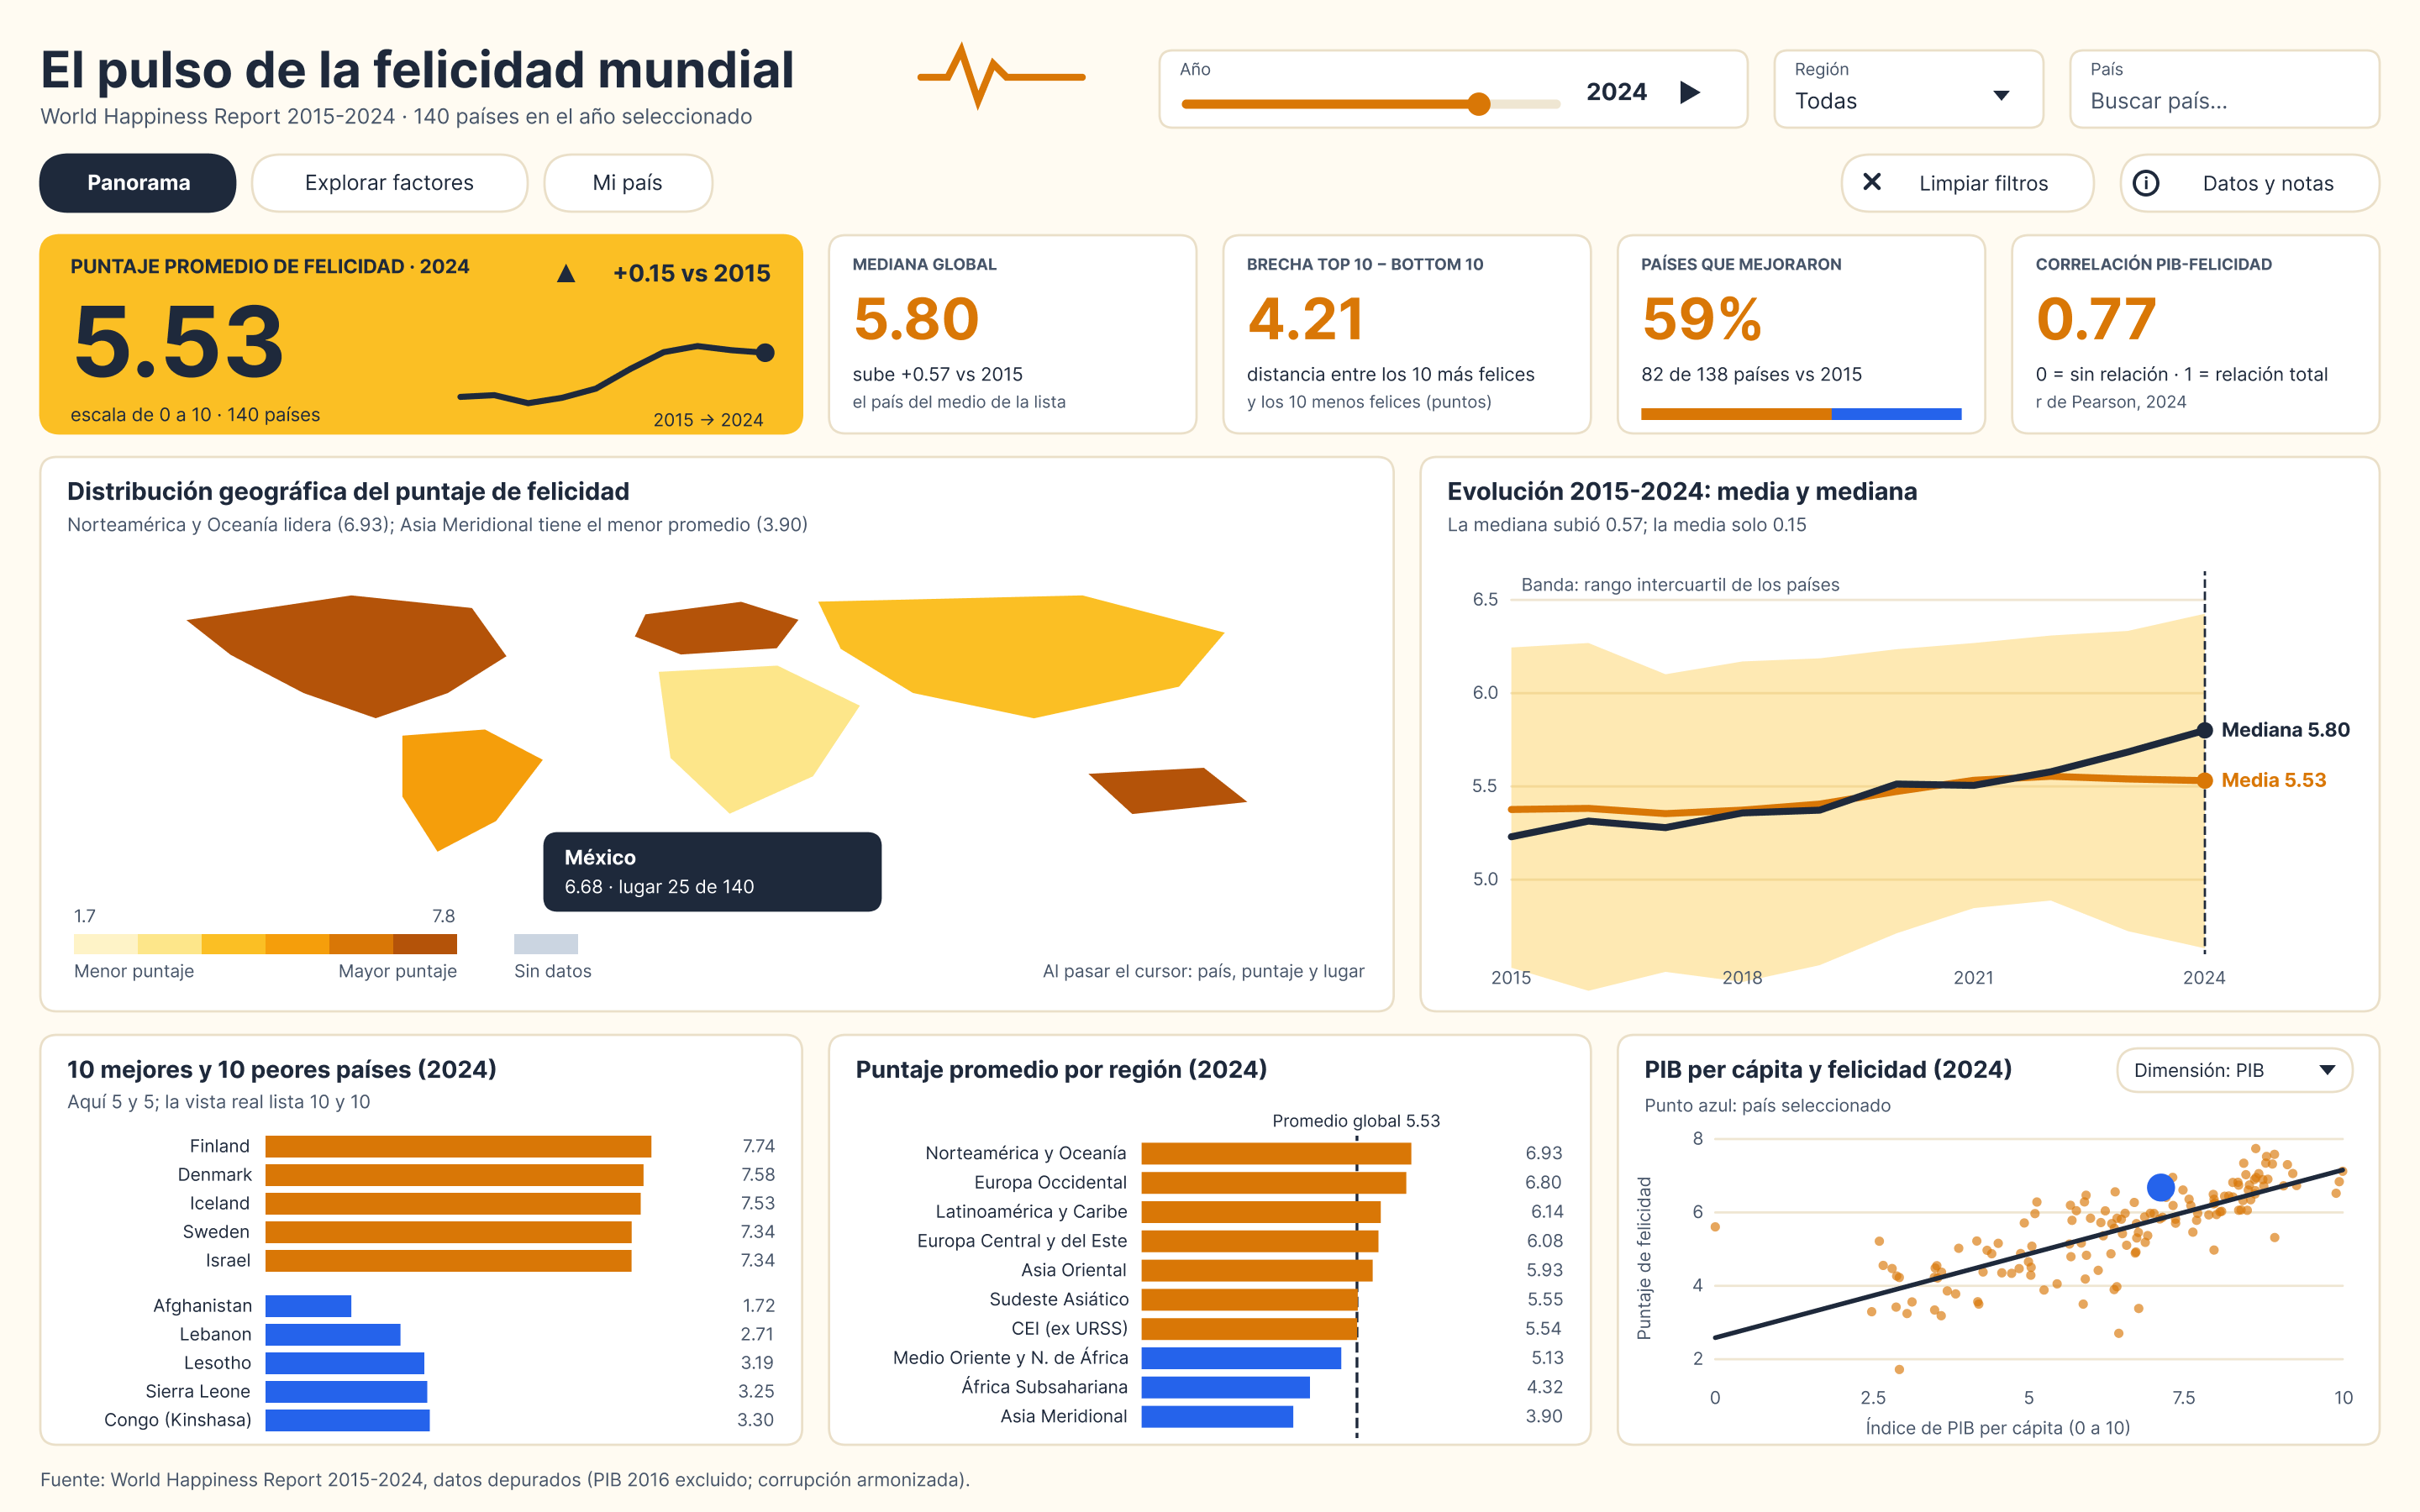 El pulso de la felicidad mundial
World Happiness Report 2015-2024 · 140 países en el año seleccionado
Año
2024
Región
Todas
País
Buscar país...
Panorama
Explorar factores
Mi país
Limpiar filtros
Datos y notas
PUNTAJE PROMEDIO DE FELICIDAD · 2024
▲ +0.15 vs 2015
5.53
escala de 0 a 10 · 140 países
2015 → 2024
MEDIANA GLOBAL
5.80
sube +0.57 vs 2015
el país del medio de la lista
BRECHA TOP 10 – BOTTOM 10
4.21
distancia entre los 10 más felices
y los 10 menos felices (puntos)
PAÍSES QUE MEJORARON
59%
82 de 138 países vs 2015
CORRELACIÓN PIB-FELICIDAD
0.77
0 = sin relación · 1 = relación total
r de Pearson, 2024
Distribución geográfica del puntaje de felicidad
Norteamérica y Oceanía lidera (6.93); Asia Meridional tiene el menor promedio (3.90)
México
6.68 · lugar 25 de 140
1.7
7.8
Menor puntaje
Mayor puntaje
Sin datos
Al pasar el cursor: país, puntaje y lugar
Evolución 2015-2024: media y mediana
La mediana subió 0.57; la media solo 0.15
Banda: rango intercuartil de los países
6.5
6.0
5.5
5.0
Mediana 5.80
Media 5.53
2015
2018
2021
2024
10 mejores y 10 peores países (2024)
Aquí 5 y 5; la vista real lista 10 y 10
Finland 7.74
Denmark 7.58
Iceland 7.53
Sweden 7.34
Israel 7.34
Afghanistan 1.72
Lebanon 2.71
Lesotho 3.19
Sierra Leone 3.25
Congo (Kinshasa) 3.30
Puntaje promedio por región (2024)
Promedio global 5.53
Norteamérica y Oceanía 6.93
Europa Occidental 6.80
Latinoamérica y Caribe 6.14
Europa Central y del Este 6.08
Asia Oriental 5.93
Sudeste Asiático 5.55
CEI (ex URSS) 5.54
Medio Oriente y N. de África 5.13
África Subsahariana 4.32
Asia Meridional 3.90
PIB per cápita y felicidad (2024)
Dimensión: PIB
Punto azul: país seleccionado
Puntaje de felicidad
8
6
4
2
0
2.5
5
7.5
10
Índice de PIB per cápita (0 a 10)
Fuente: World Happiness Report 2015-2024, datos depurados (PIB 2016 excluido; corrupción armonizada).